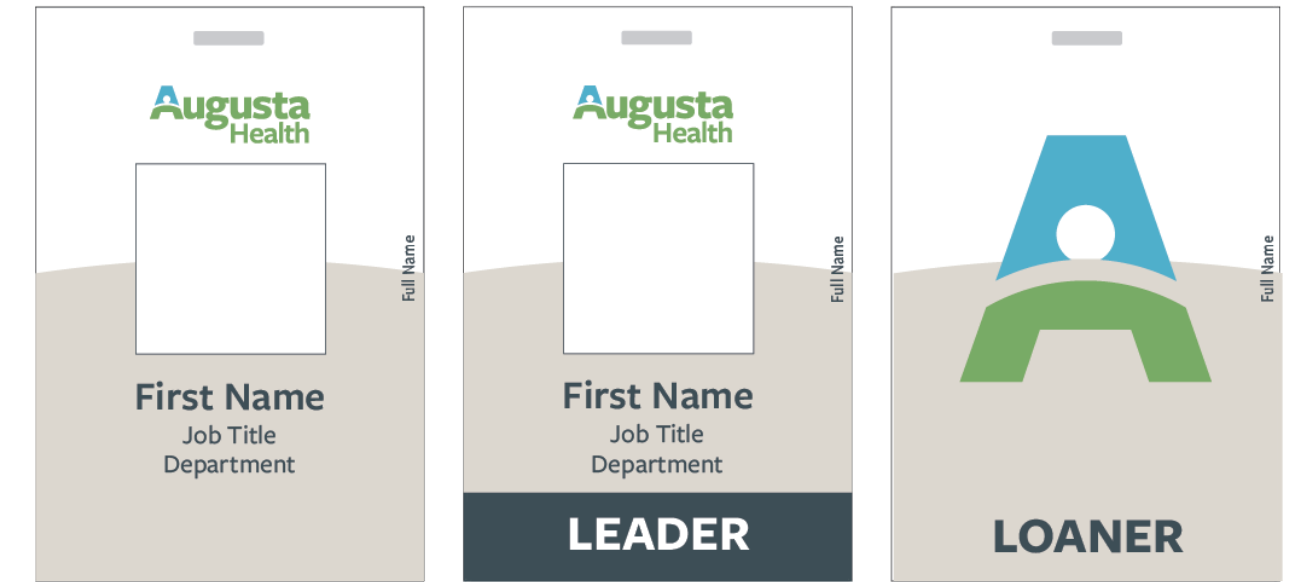 Augusta
Health
Full Name
First Name
Job Title
Department
Augusta
Health
Full Name
First Name
Job Title
Department
LEADER
Full Name
LOANER